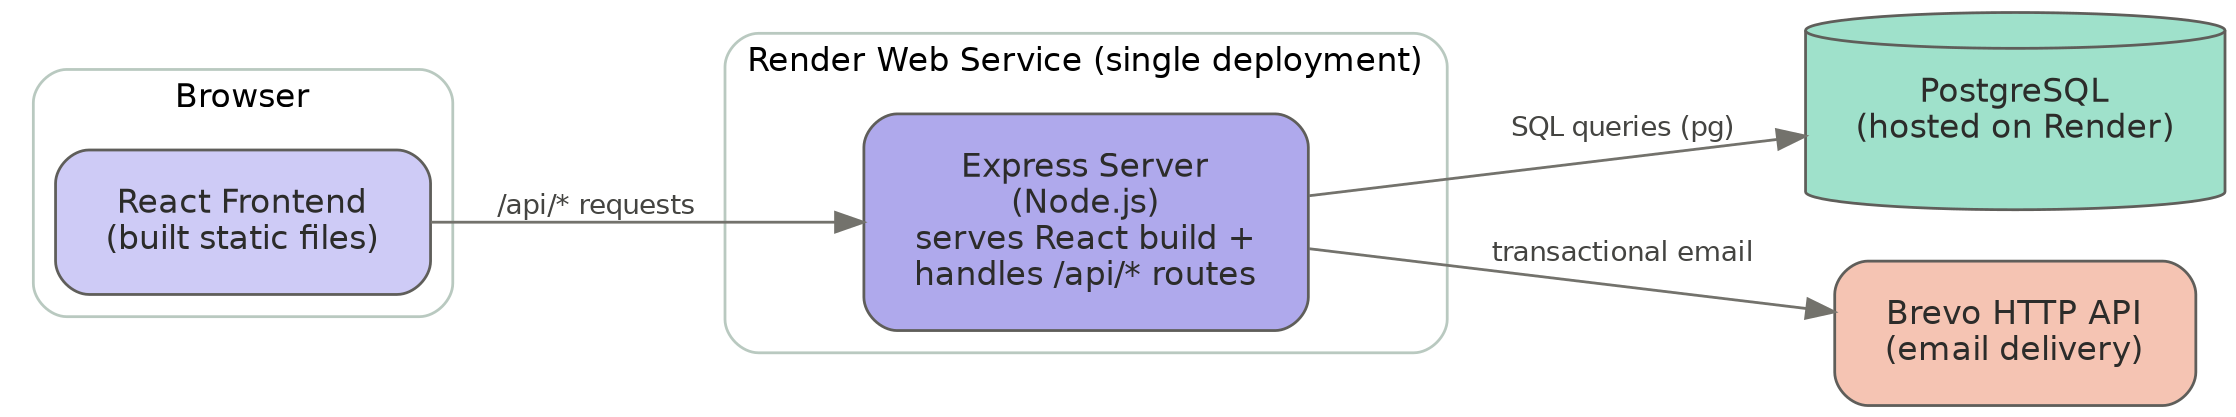 Browser
React Frontend
(built static files)
/api/* requests
Render Web Service (single deployment)
Express Server
(Node.js)
serves React build +
handles /api/* routes
SQL queries (pg)
transactional email
PostgreSQL
(hosted on Render)
Brevo HTTP API
(email delivery)